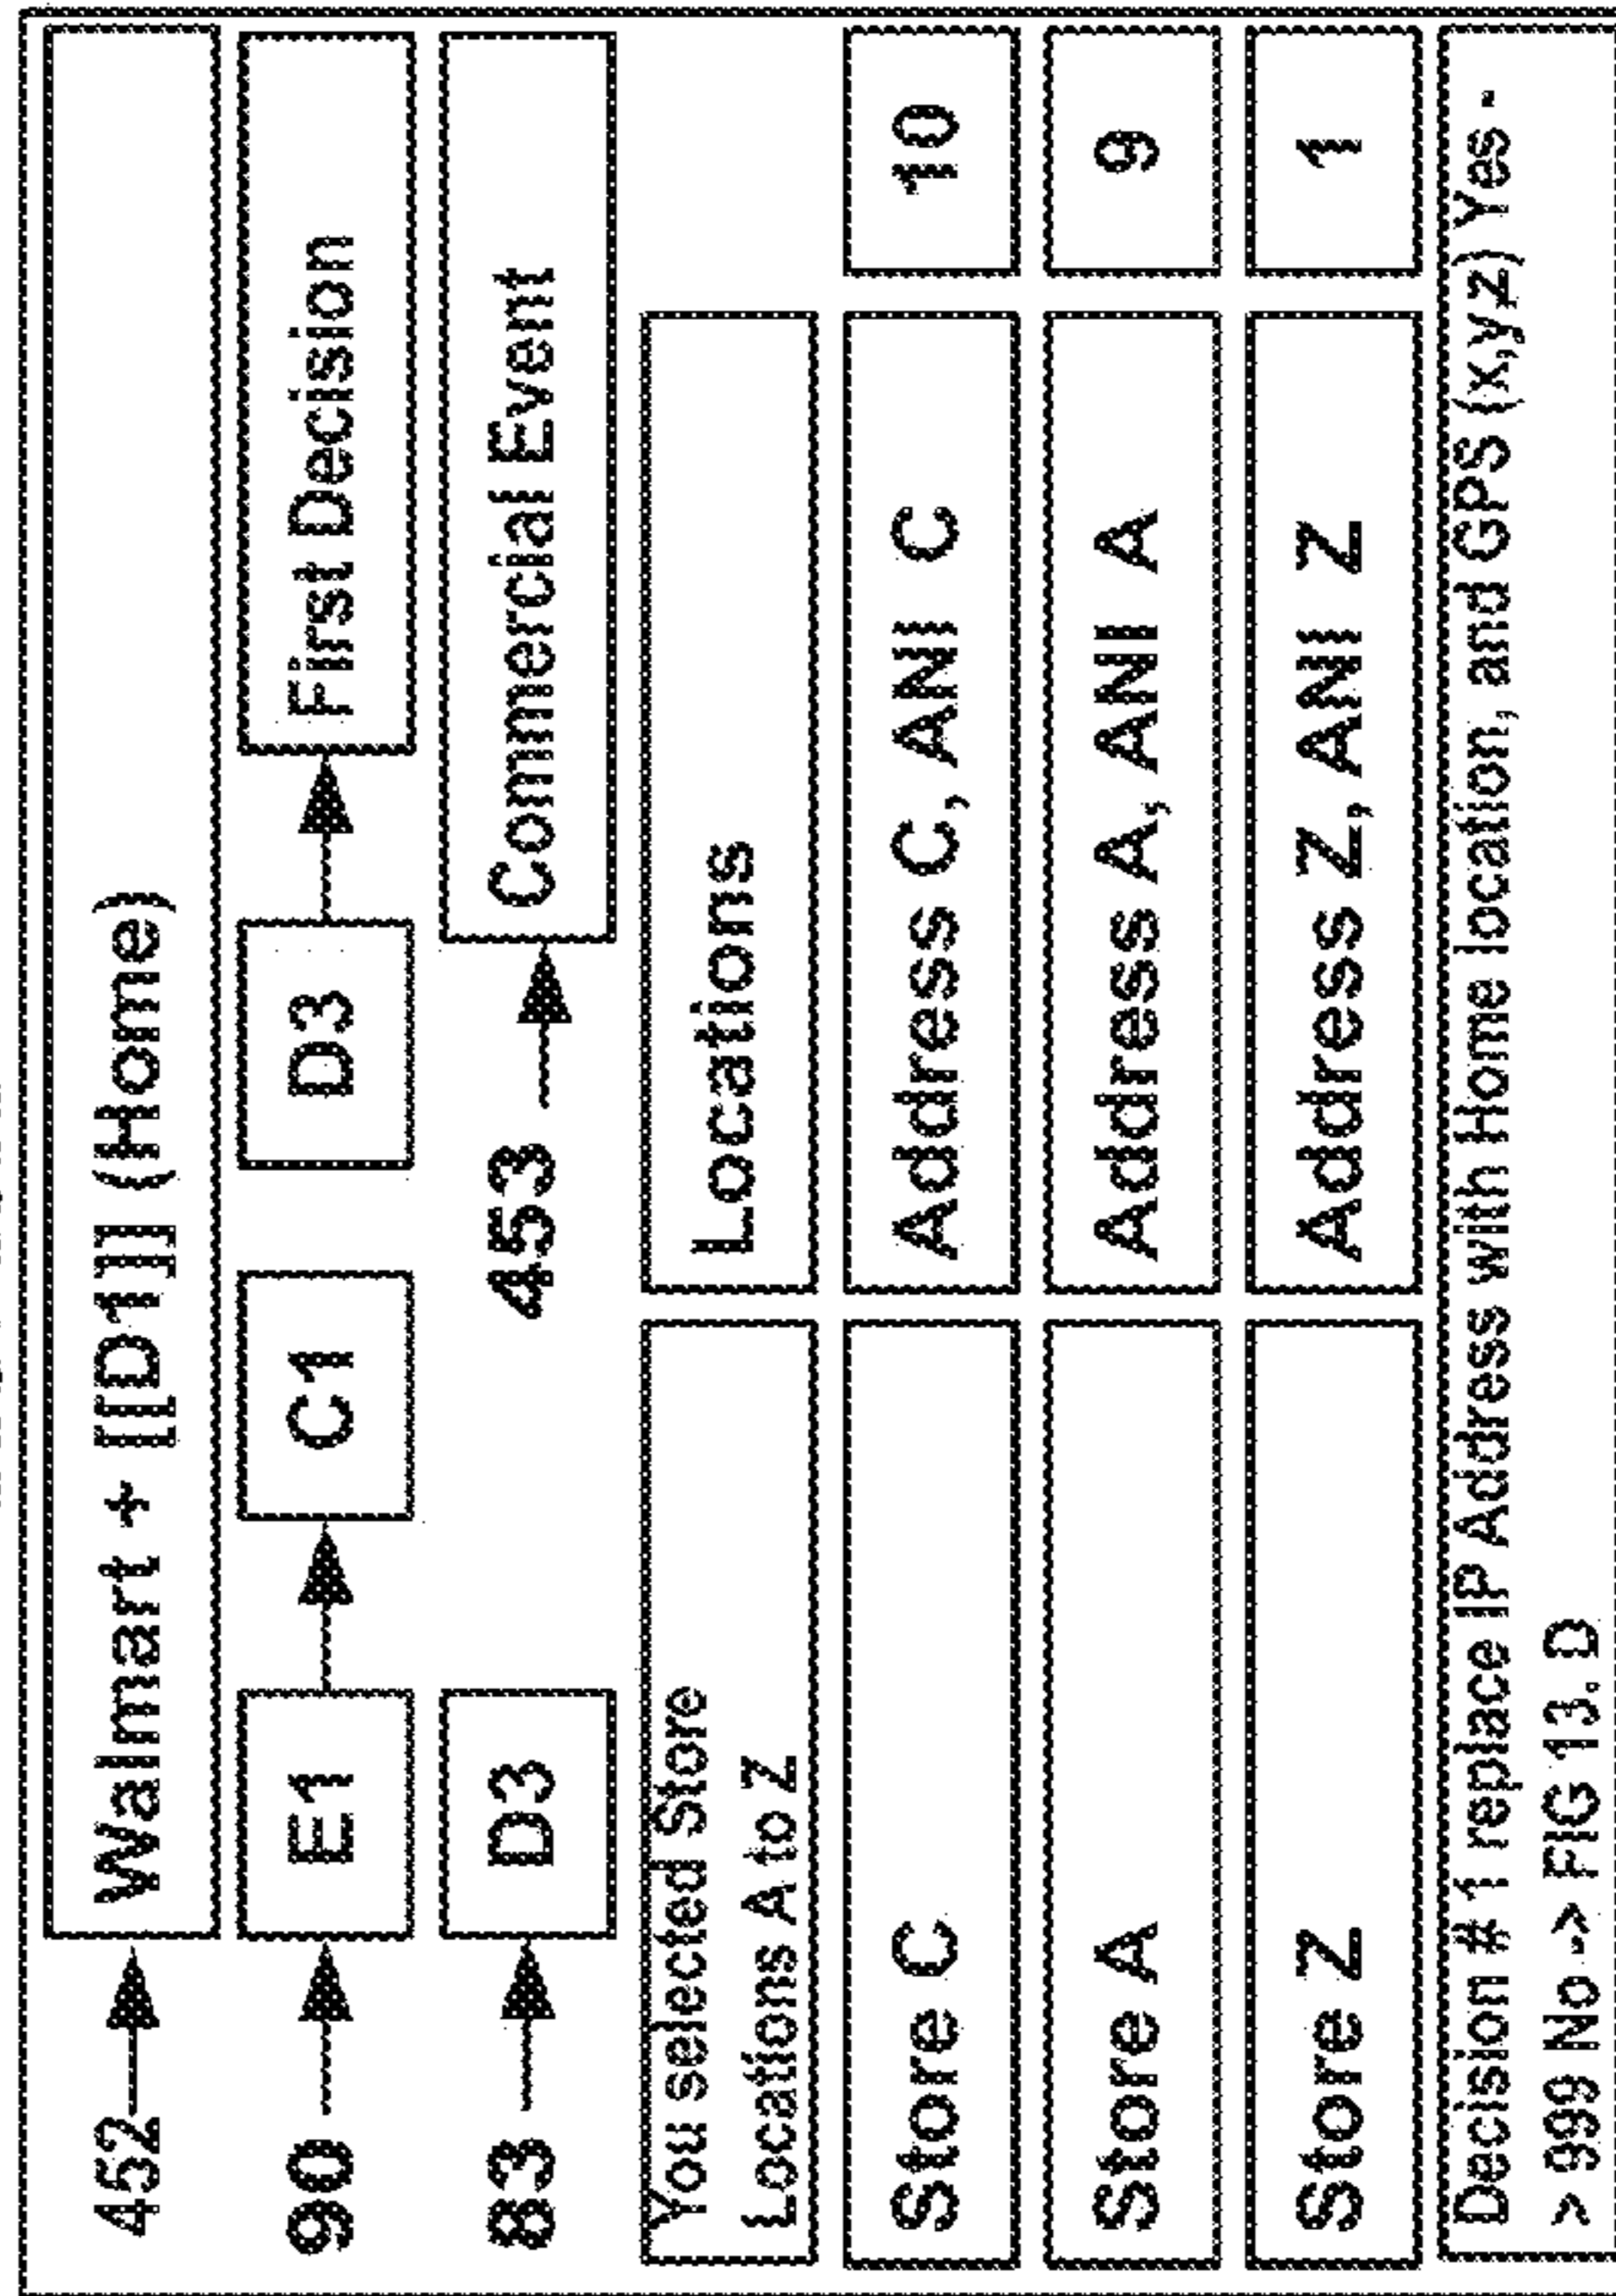 452 Walmart + [[D1]] (Home)
90 E1 C1 D3 First Decision
83 D3 453 Commercial Event
You selected Store
Locations A to Z
Locations
Store C Address C, ANI C 10
Store A Address A, ANI A 9
Store Z Address Z, ANI Z 1
Decision # 1 replace IP Address with Home location, and GPS (x,y,z) Yes -
> 999 No -> FIG 13. D